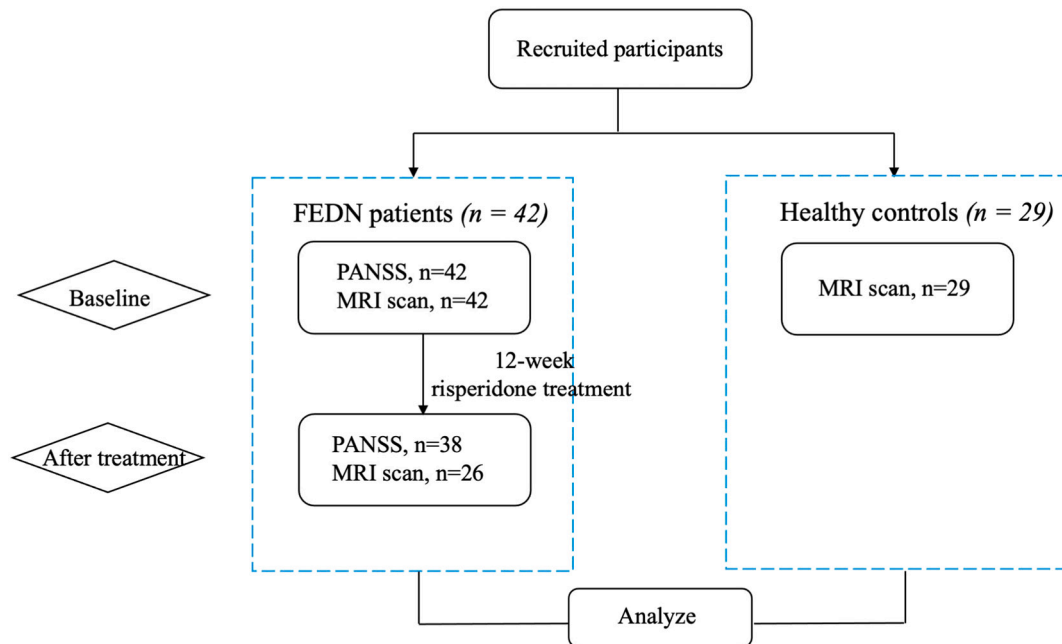 Recruited participants
FEDN patients (n = 42)
Healthy controls (n = 29)
Baseline
PANSS, n=42
MRI scan, n=42
MRI scan, n=29
12-week
risperidone treatment
After treatment
PANSS, n=38
MRI scan, n=26
Analyze